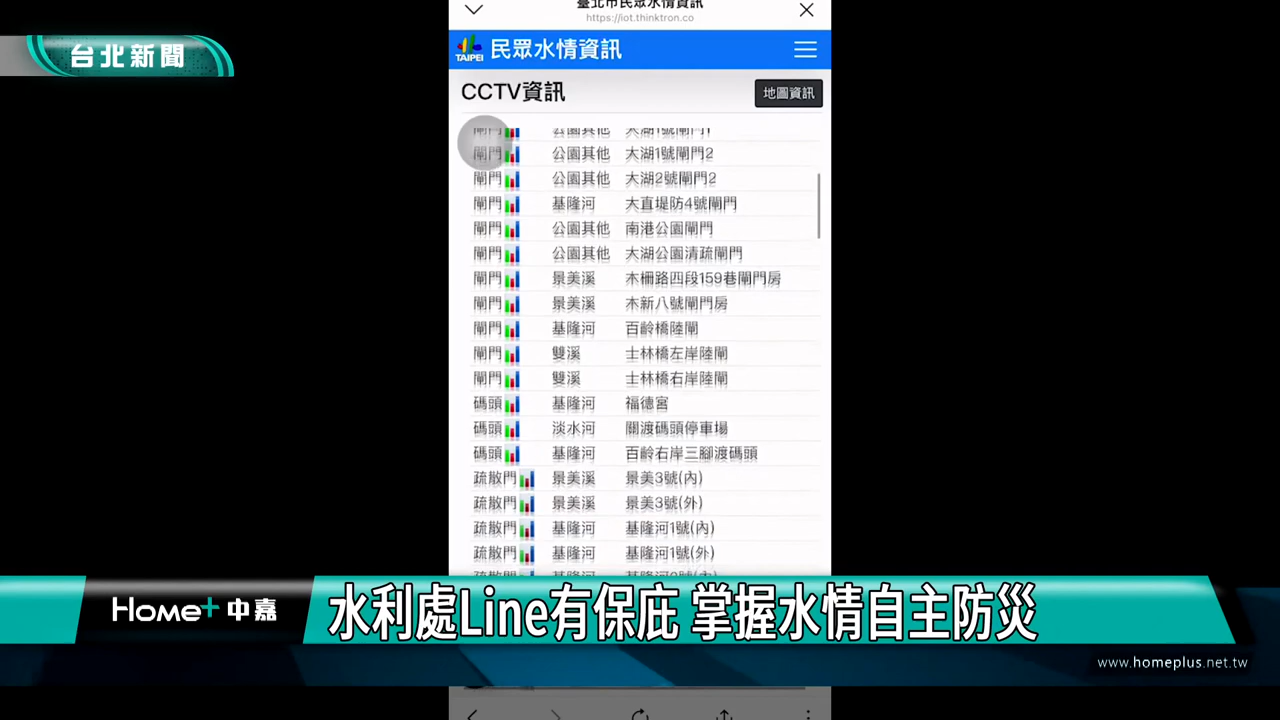 臺北市民眾水情資訊
https://iot.thinktron.co
台北新聞
TAIPEI 民眾水情資訊
CCTV資訊
地圖資訊
閘門 公園其他 大湖1號閘門1
閘門 公園其他 大湖1號閘門2
閘門 公園其他 大湖2號閘門2
閘門 基隆河 大直堤防4號閘門
閘門 公園其他 南港公園閘門
閘門 公園其他 大湖公園清疏閘門
閘門 景美溪 木柵路四段159巷閘門房
閘門 景美溪 木新八號閘門房
閘門 基隆河 百齡橋陸閘
閘門 雙溪 士林橋左岸陸閘
閘門 雙溪 士林橋右岸陸閘
碼頭 基隆河 福德宮
碼頭 淡水河 關渡碼頭停車場
碼頭 基隆河 百齡右岸三腳渡碼頭
疏散門 景美溪 景美3號(內)
疏散門 景美溪 景美3號(外)
疏散門 基隆河 基隆河1號(內)
疏散門 基隆河 基隆河1號(外)
Home+中嘉
水利處Line有保庇 掌握水情自主防災
www.homeplus.net.tw